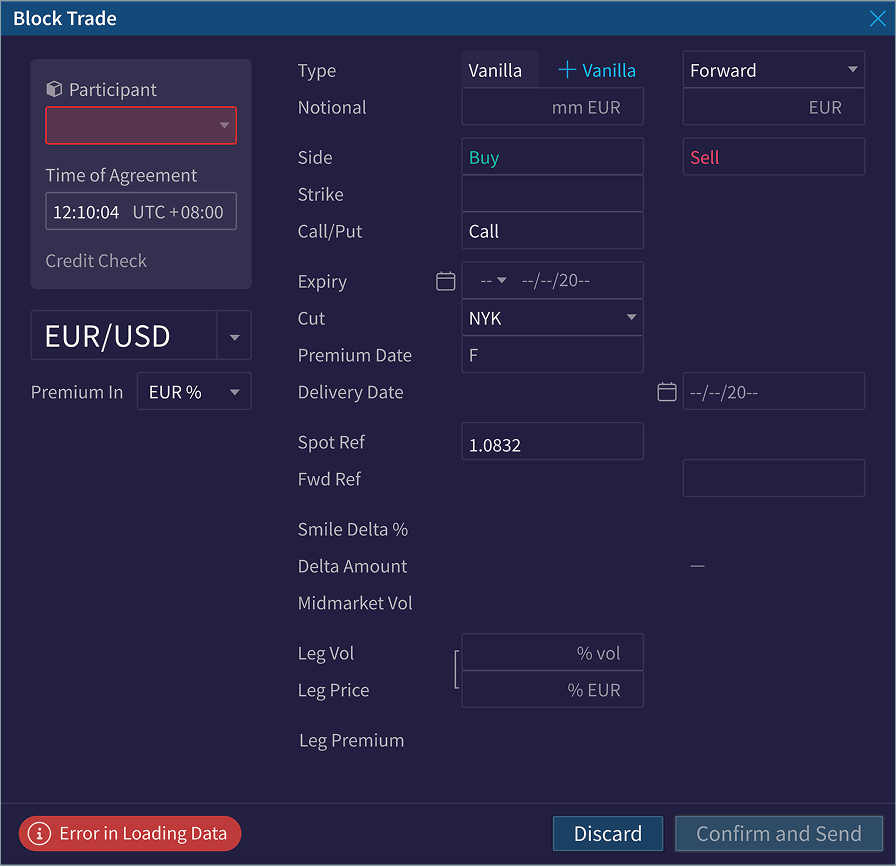 Block Trade
Participant
Time of Agreement
12:10:04 UTC +08:00
Credit Check
EUR/USD
Premium In EUR %
Type Vanilla + Vanilla Forward
Notional mm EUR EUR
Side Buy Sell
Strike
Call/Put Call
Expiry -- --/--/20--
Cut NYK
Premium Date F
Delivery Date --/--/20--
Spot Ref 1.0832
Fwd Ref
Smile Delta %
Delta Amount —
Midmarket Vol
Leg Vol % vol
Leg Price % EUR
Leg Premium
Error in Loading Data Discard Confirm and Send